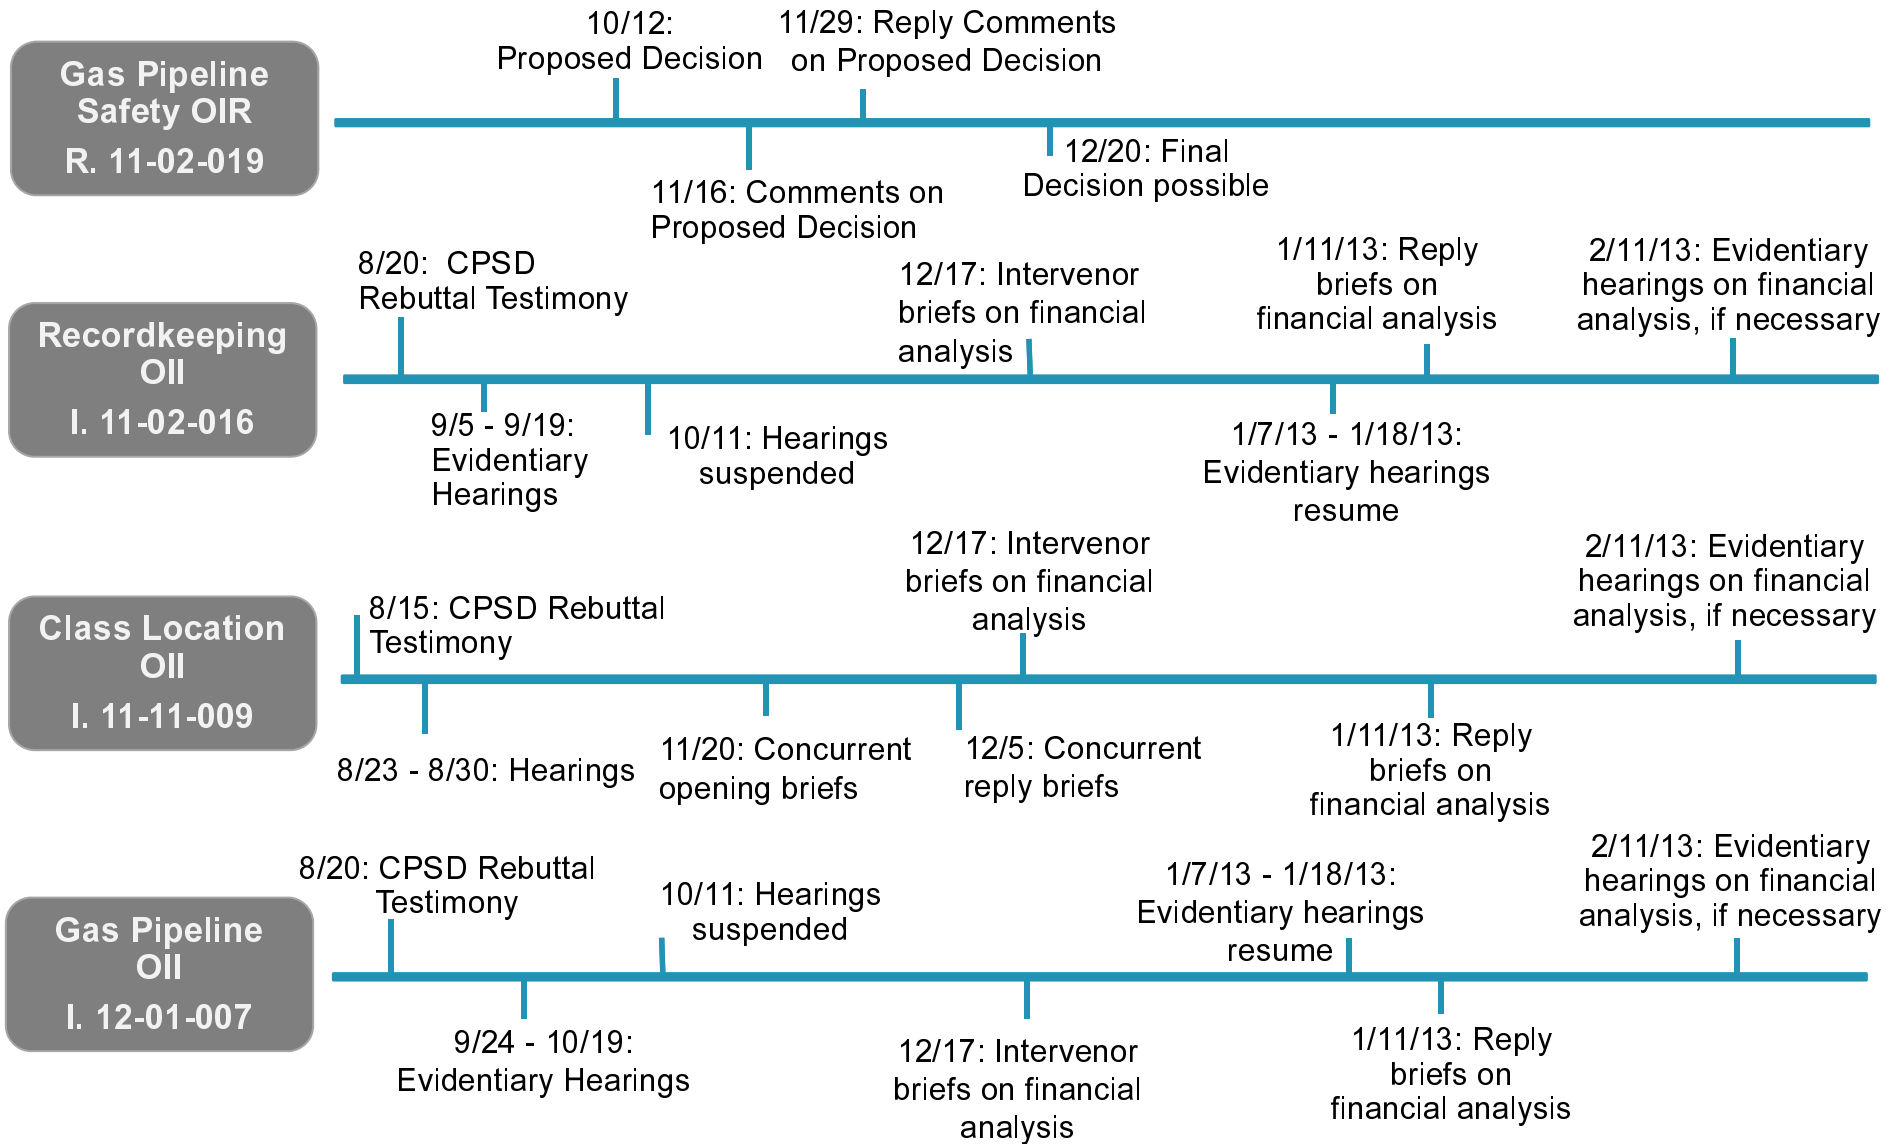 Gas Pipeline
Safety OIR
R. 11-02-019
10/12:
Proposed Decision
11/29: Reply Comments
on Proposed Decision
11/16: Comments on
Proposed Decision
12/20: Final
Decision possible
Recordkeeping
OII
I. 11-02-016
8/20:  CPSD
Rebuttal Testimony
12/17: Intervenor
briefs on financial
analysis
1/11/13: Reply
briefs on
financial analysis
2/11/13: Evidentiary
hearings on financial
analysis, if necessary
9/5 - 9/19:
Evidentiary
Hearings
10/11: Hearings
suspended
1/7/13 - 1/18/13:
Evidentiary hearings
resume
Class Location
OII
I. 11-11-009
8/15: CPSD Rebuttal
Testimony
12/17: Intervenor
briefs on financial
analysis
2/11/13: Evidentiary
hearings on financial
analysis, if necessary
8/23 - 8/30: Hearings
11/20: Concurrent
opening briefs
12/5: Concurrent
reply briefs
1/11/13: Reply
briefs on
financial analysis
Gas Pipeline
OII
I. 12-01-007
8/20: CPSD Rebuttal
Testimony
10/11: Hearings
suspended
1/7/13 - 1/18/13:
Evidentiary hearings
resume
2/11/13: Evidentiary
hearings on financial
analysis, if necessary
9/24 - 10/19:
Evidentiary Hearings
12/17: Intervenor
briefs on financial
analysis
1/11/13: Reply
briefs on
financial analysis